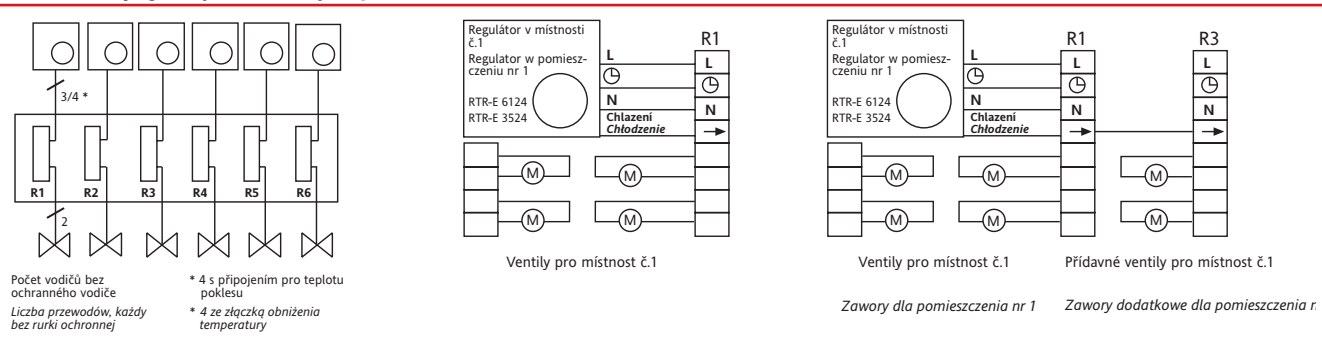 3/4 *
R1
R2
R3
R4
R5
R6
2
Počet vodičů bez
ochranného vodiče
Liczba przewodów, każdy
bez rurki ochronnej
* 4 s připojením pro teplotu
poklesu
* 4 ze złączką obniżenia
temperatury
Regulátor v místnosti
č.1
Regulator w pomiesz-
czeniu nr 1
RTR-E 6124
RTR-E 3524
L
N
Chlazení
Chłodzenie
R1
L
N
M
M
M
M
Ventily pro místnost č.1
Regulátor v místnosti
č.1
Regulator w pomiesz-
czeniu nr 1
RTR-E 6124
RTR-E 3524
L
N
Chlazení
Chłodzenie
R1
L
N
R3
L
N
M
M
M
M
M
M
Ventily pro místnost č.1
Přídavné ventily pro místnost č.1
Zawory dla pomieszczenia nr 1
Zawory dodatkowe dla pomieszczenia